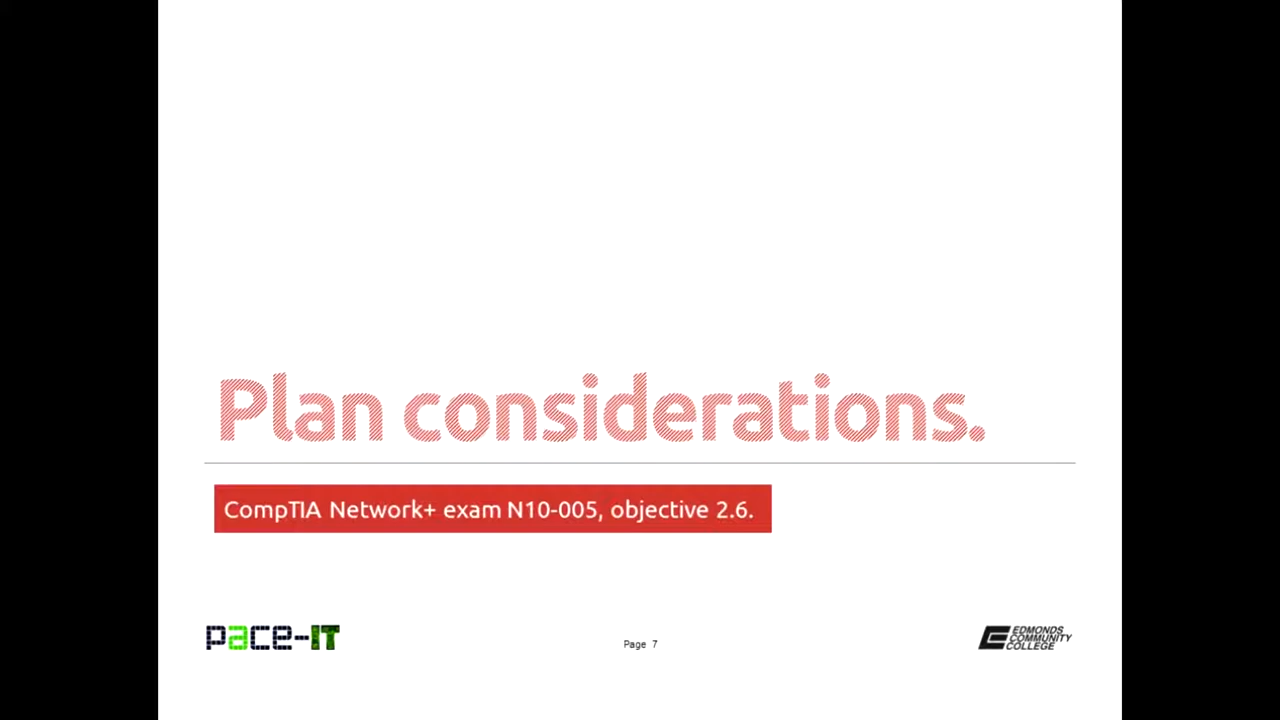 Plan considerations.
CompTIA Network+ exam N10-005, objective 2.6.
pace-IT
Page 7
EDMONDS
COMMUNITY
COLLEGE